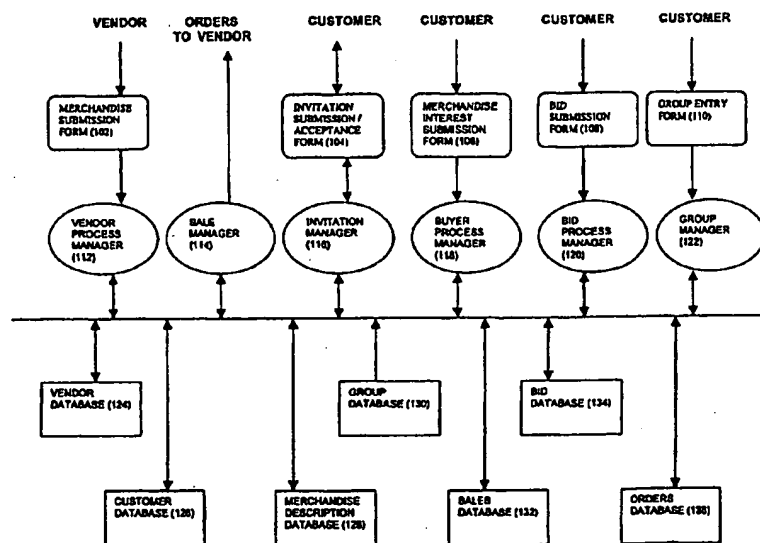 VENDOR
ORDERS
TO VENDOR
CUSTOMER
CUSTOMER
CUSTOMER
CUSTOMER
MERCHANDISE
SUBMISSION
FORM (102)
INVITATION
SUBMISSION /
ACCEPTANCE
FORM (104)
MERCHANDISE
INTEREST
SUBMISSION
FORM (106)
BID
SUBMISSION
FORM (108)
GROUP ENTRY
FORM (110)
VENDOR
PROCESS
MANAGER
(112)
SALE
MANAGER
(114)
INVITATION
MANAGER
(116)
BUYER
PROCESS
MANAGER
(118)
BID
PROCESS
MANAGER
(120)
GROUP
MANAGER
(122)
VENDOR
DATABASE (124)
GROUP
DATABASE (130)
BID
DATABASE (134)
CUSTOMER
DATABASE (126)
MERCHANDISE
DESCRIPTION
DATABASE (128)
SALES
DATABASE (132)
ORDERS
DATABASE